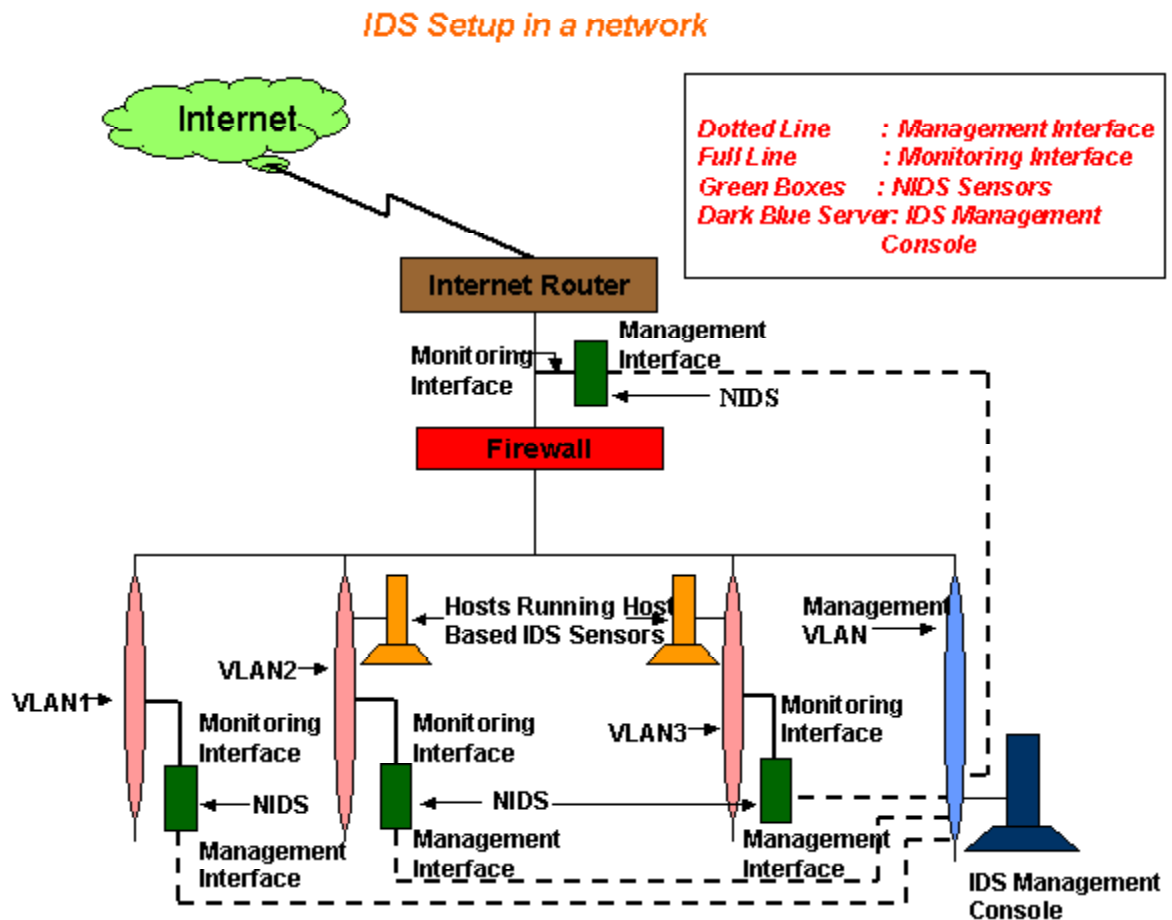 IDS Setup in a network
Internet
Dotted Line : Management Interface
Full Line : Monitoring Interface
Green Boxes : NIDS Sensors
Dark Blue Server: IDS Management
Console
Internet Router
Management
Interface
Monitoring
Interface
NIDS
Firewall
Hosts Running Host
Based IDS Sensors
Management
VLAN
VLAN2
VLAN1
VLAN3
Monitoring
Interface
Monitoring
Interface
Monitoring
Interface
NIDS
NIDS
Management
Interface
Management
Interface
Management
Interface
IDS Management
Console